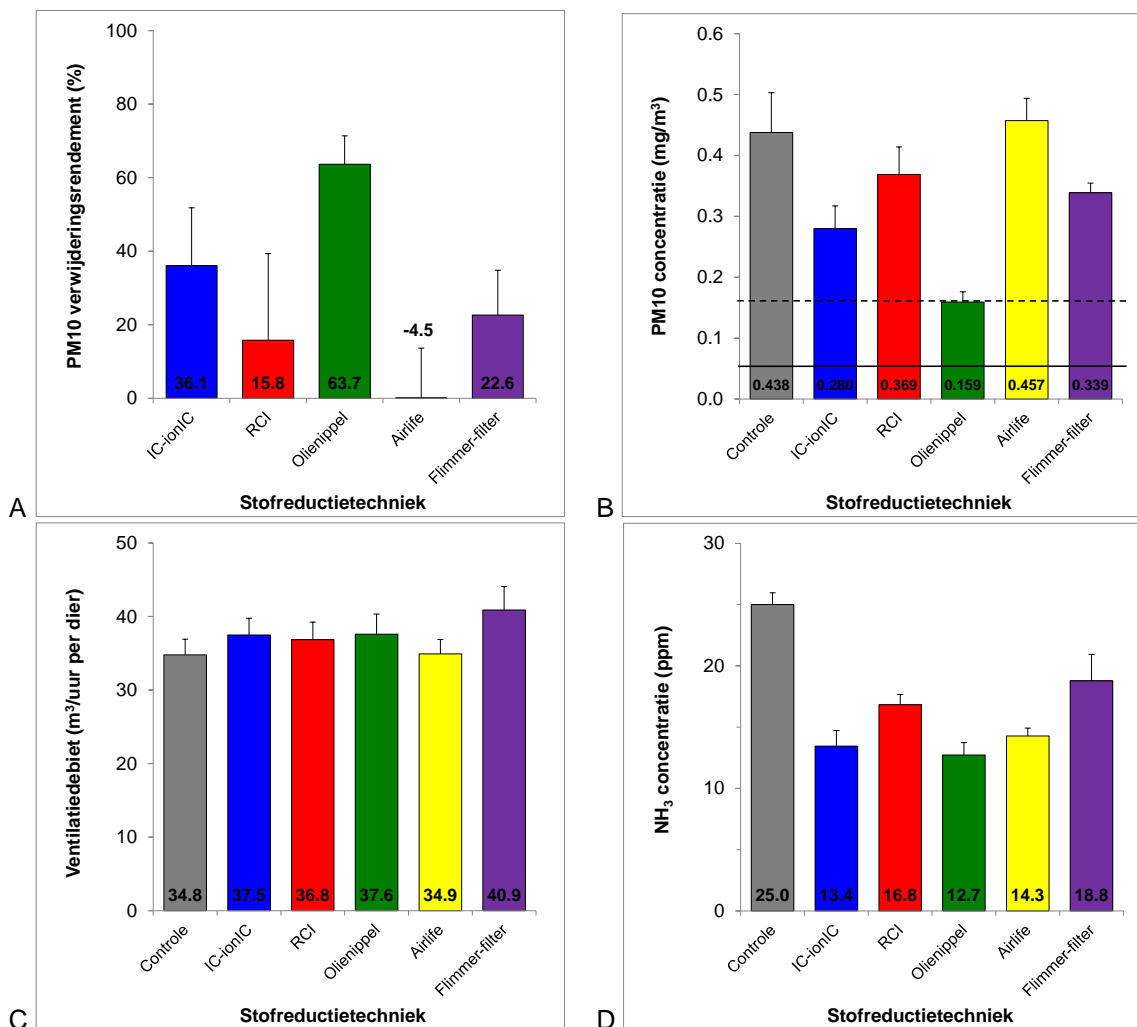 100
80
60
40
20
0
PM10 verwijderingsrendement (%)
36.1
15.8
63.7
-4.5
22.6
IC-ionIC
RCI
Olienippel
Airlife
Flimmer-filter
Stofreductietechniek
A
0.6
0.5
0.4
0.3
0.2
0.1
0.0
PM10 concentratie (mg/m³)
0.438
0.280
0.369
0.159
0.457
0.339
Controle
IC-ionIC
RCI
Olienippel
Airlife
Flimmer-filter
Stofreductietechniek
B
50
40
30
20
10
0
Ventilatiedebiet (m³/uur per dier)
34.8
37.5
36.8
37.6
34.9
40.9
Controle
IC-ionIC
RCI
Olienippel
Airlife
Flimmer-filter
Stofreductietechniek
C
30
20
10
0
NH₃ concentratie (ppm)
25.0
13.4
16.8
12.7
14.3
18.8
Controle
IC-ionIC
RCI
Olienippel
Airlife
Flimmer-filter
Stofreductietechniek
D